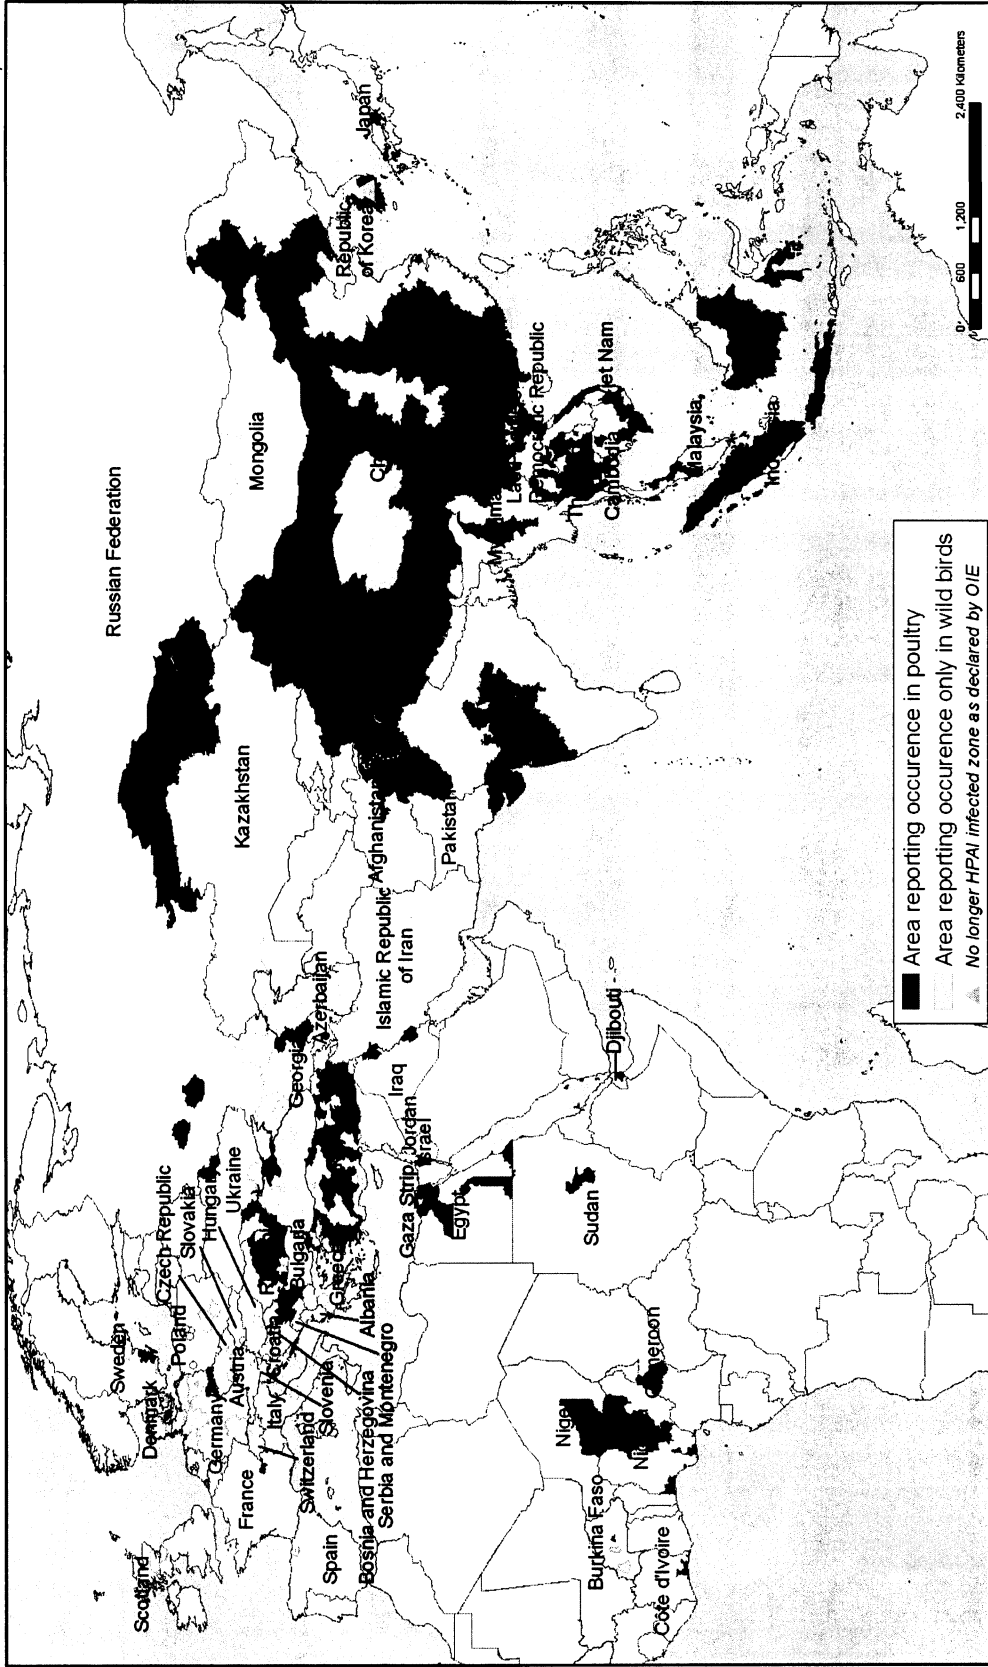 Russian Federation
Scotland
Sweden
Denmark
Poland
Czech Republic
Slovakia
Hungary
Ukraine
Germany
Austria
France
Italy
Croatia
Switzerland
Slovenia
Bosnia and Herzegovina
Serbia and Montenegro
Albania
Spain
Bulgaria
Georgia
Azerbaijan
Kazakhstan
Mongolia
Republic
of Korea
Japan
Gaza Strip
Jordan
Israel
Iraq
Islamic Republic
of Iran
Afghanistan
Pakistan
Egypt
Democratic Republic
Cambodia
Malaysia
Niger
Burkina Faso
Côte d'Ivoire
Sudan
Djibouti
Area reporting occurence in poultry
Area reporting occurence only in wild birds
No longer HPAI infected zone as declared by OIE
0 600 1,200 2,400 Kilometers